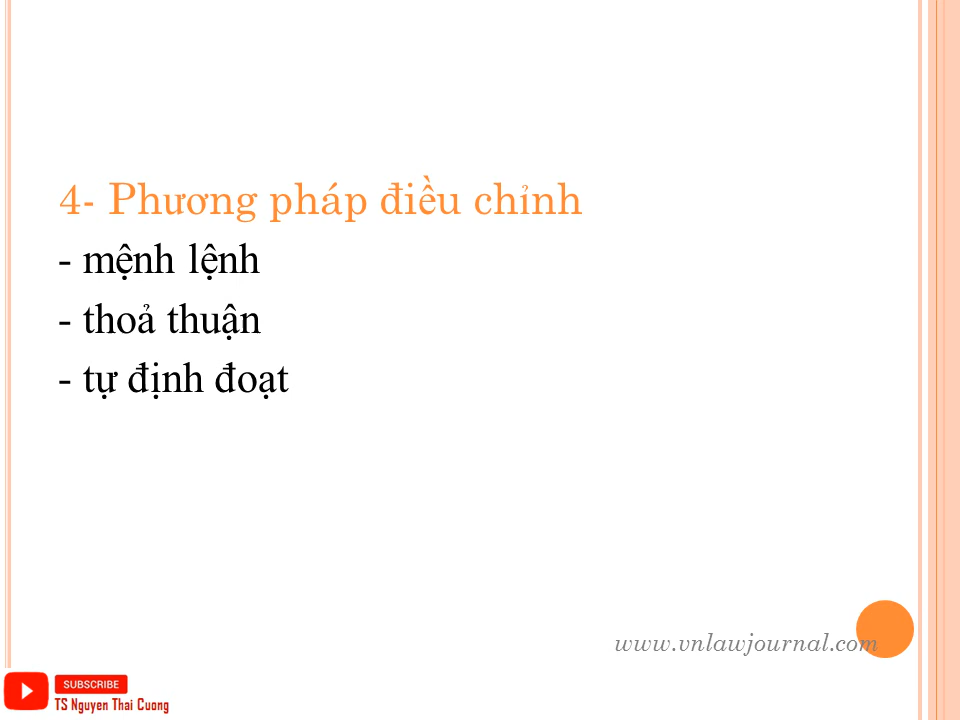 4- Phương pháp điều chỉnh
- mệnh lệnh
- thoả thuận
- tự định đoạt
www.vnlawjournal.com
SUBSCRIBE
TS Nguyen Thai Cuong